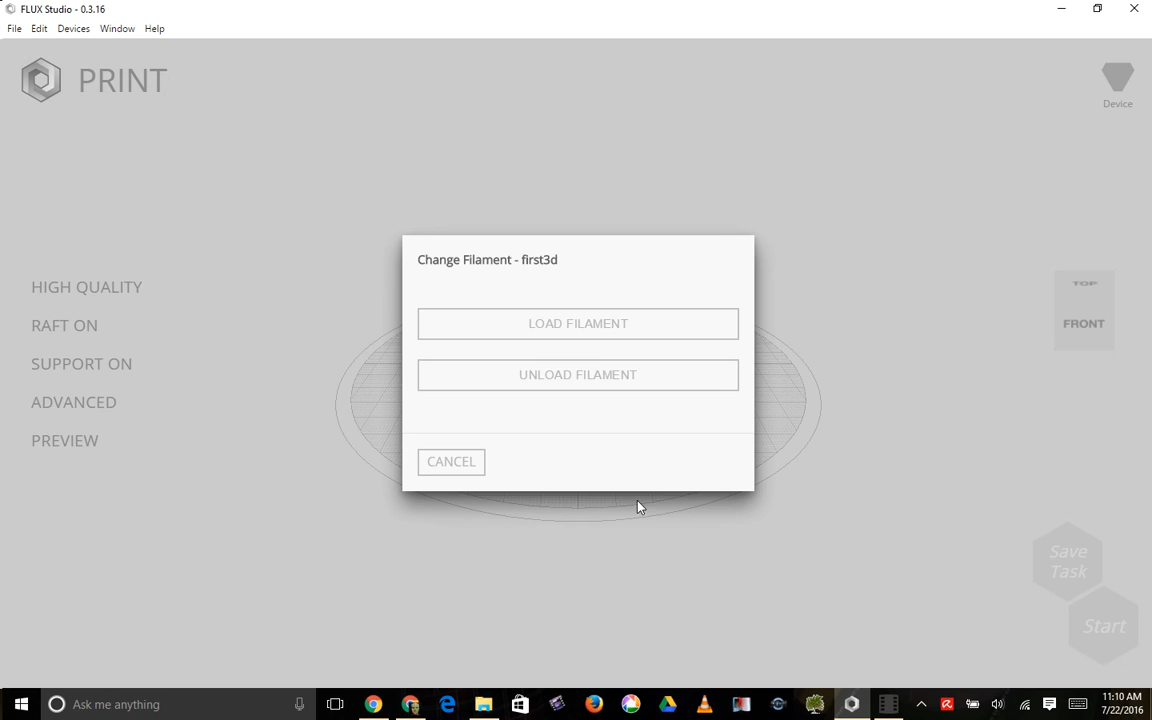 FLUX Studio - 0.3.16
File Edit Devices Window Help
PRINT
Device
Change Filament - first3d
LOAD FILAMENT
UNLOAD FILAMENT
CANCEL
HIGH QUALITY
RAFT ON
SUPPORT ON
ADVANCED
PREVIEW
TOP
FRONT
Save
Task
Start
Ask me anything
11:10 AM
7/22/2016